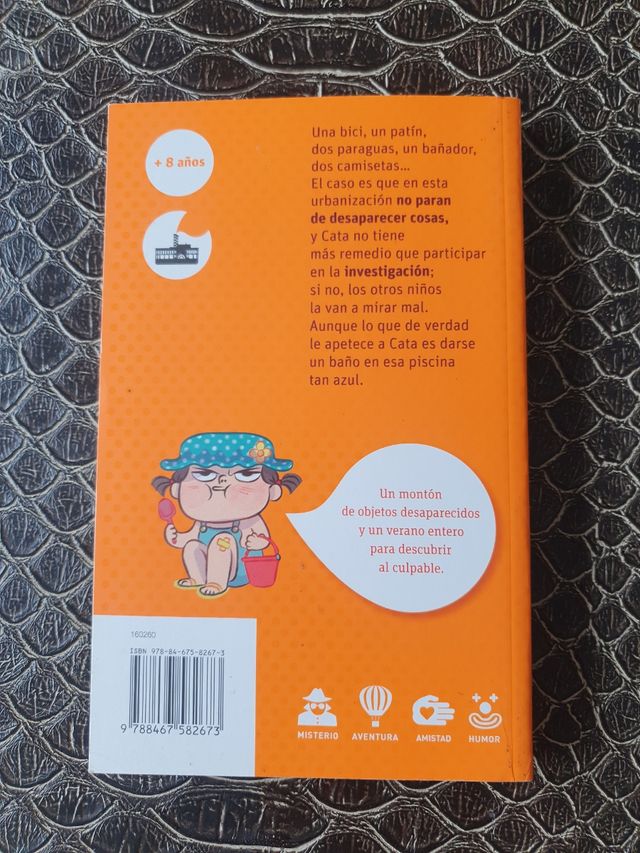 + 8 años
Una bici, un patín,
dos paraguas, un bañador,
dos camisetas...
El caso es que en esta
urbanización no paran
de desaparecer cosas,
y Cata no tiene
más remedio que participar
en la investigación;
si no, los otros niños
la van a mirar mal.
Aunque lo que de verdad
le apetece a Cata es darse
un baño en esa piscina
tan azul.
Un montón
de objetos desaparecidos
y un verano entero
para descubrir
al culpable.
160260
ISBN 978-84-675-8267-3
9 788467 582673
MISTERIO
AVENTURA
AMISTAD
HUMOR